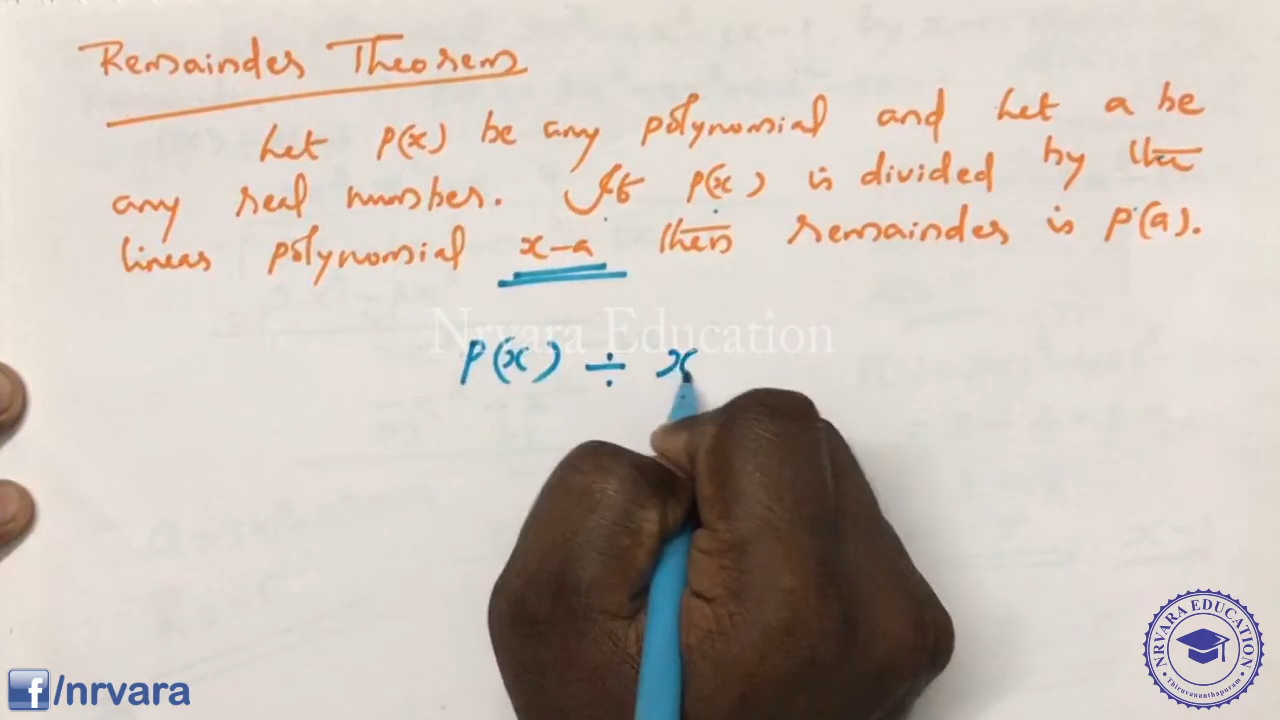 Remainder Theorem
Let P(x) be any polynomial and let a be
any real number. If P(x) is divided by the
linear polynomial x-a then remainder is P(a).
Nrvara Education
P(x) ÷ x
f/nrvara
NRVARA EDUCATION
Thiruvananthapuram